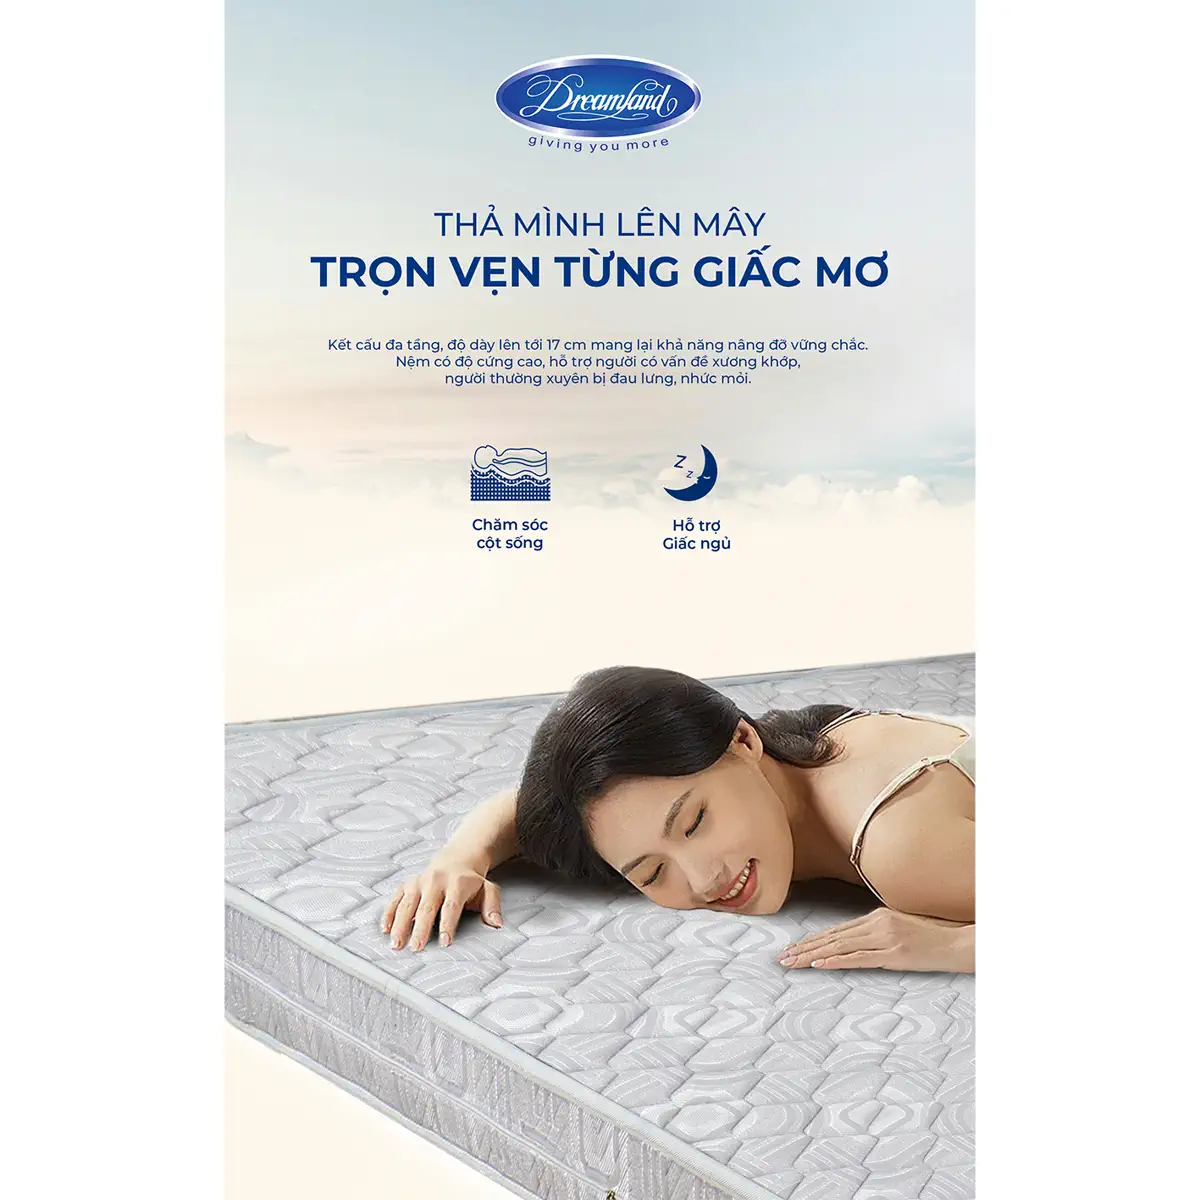 Dreamland
giving you more
THẢ MÌNH LÊN MÂY
TRỌN VẸN TỪNG GIẤC MƠ
Kết cấu đa tầng, độ dày lên tới 17 cm mang lại khả năng nâng đỡ vững chắc.
Nệm có độ cứng cao, hỗ trợ người có vấn đề xương khớp,
người thường xuyên bị đau lưng, nhức mỏi.
Z z z
Chăm sóc
cột sống
Hỗ trợ
Giấc ngủ